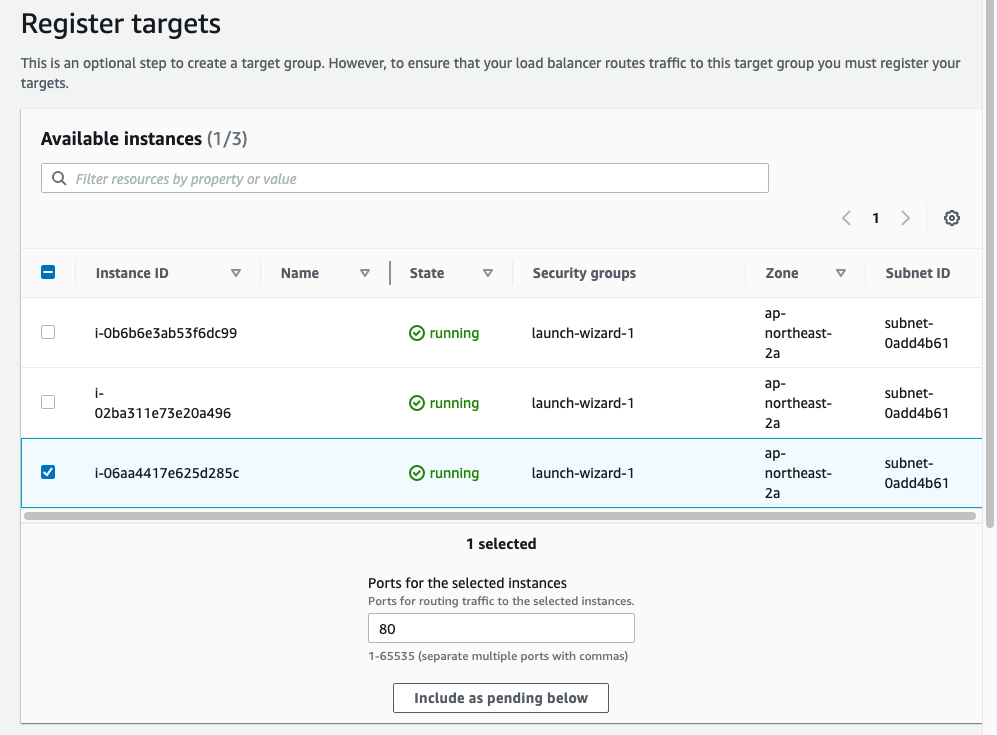 Register targets
This is an optional step to create a target group. However, to ensure that your load balancer routes traffic to this target group you must register your
targets.
Available instances (1/3)
Filter resources by property or value
1
Instance ID Name State Security groups Zone Subnet ID
i-0b6b6e3ab53f6dc99 running launch-wizard-1 ap-northeast-2a subnet-0add4b61
i-02ba311e73e20a496 running launch-wizard-1 ap-northeast-2a subnet-0add4b61
i-06aa4417e625d285c running launch-wizard-1 ap-northeast-2a subnet-0add4b61
1 selected
Ports for the selected instances
Ports for routing traffic to the selected instances.
80
1-65535 (separate multiple ports with commas)
Include as pending below